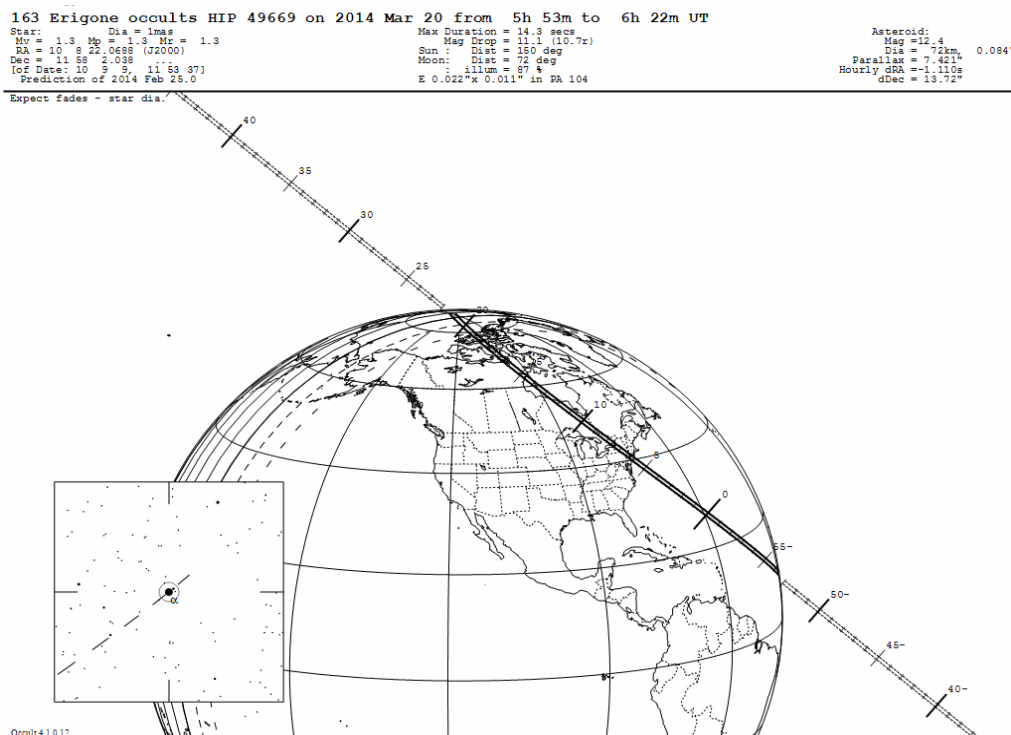 163 Erigone occults HIP 49669 on 2014 Mar 20 from  5h 53m to  6h 22m UT
Star:          Dia = 1mas
Mv =  1.3  Mp =  1.3  Mr =  1.3
RA = 10  8 22.0688 (J2000)
Dec =  11 58  2.038  ...
[of Date: 10  9  9,  11 53 37]
Prediction of 2014 Feb 25.0
Max Duration = 14.3 secs
Mag Drop = 11.1 (10.7r)
Sun :   Dist = 150 deg
Moon:   Dist = 72 deg
:  illum = 87 %
E 0.022"x 0.011" in PA 104
Asteroid:
Mag =12.4
Dia =  72km,  0.084"
Parallax = 7.421"
Hourly dRA =-1.110s
dDec = 13.72"
Expect fades - star dia.
40
35
30
25
20
10
5
0
55-
50-
45-
40-
α
Occult 4.1.0.17